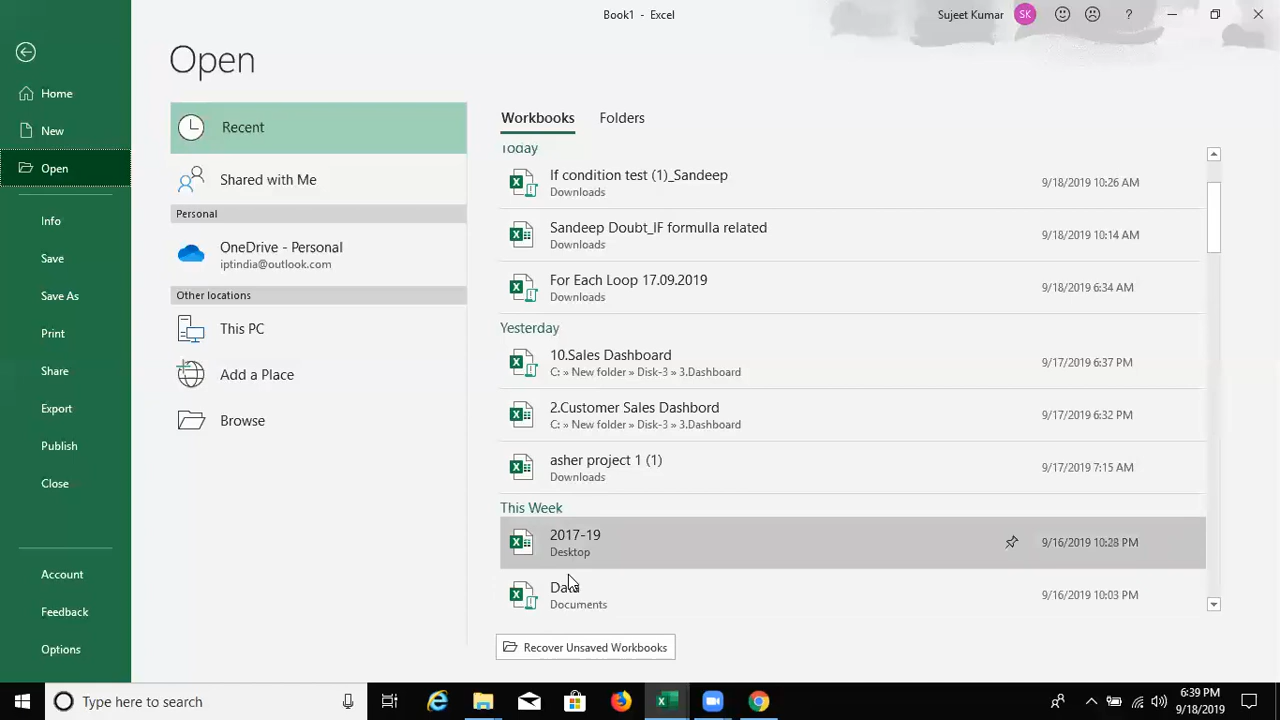 Book1 - Excel
Sujeet Kumar
SK
?
Open
Home
New
Open
Info
Save
Save As
Print
Share
Export
Publish
Close
Account
Feedback
Options
Recent
Shared with Me
Personal
OneDrive - Personal
iptindia@outlook.com
Other locations
This PC
Add a Place
Browse
Workbooks
Folders
Today
If condition test (1)_Sandeep
Downloads
9/18/2019 10:26 AM
Sandeep Doubt_IF formulla related
Downloads
9/18/2019 10:14 AM
For Each Loop 17.09.2019
Downloads
9/18/2019 6:34 AM
Yesterday
10.Sales Dashboard
C: » New folder » Disk-3 » 3.Dashboard
9/17/2019 6:37 PM
2.Customer Sales Dashbord
C: » New folder » Disk-3 » 3.Dashboard
9/17/2019 6:32 PM
asher project 1 (1)
Downloads
9/17/2019 7:15 AM
This Week
2017-19
Desktop
9/16/2019 10:28 PM
Data
Documents
9/16/2019 10:03 PM
Recover Unsaved Workbooks
Type here to search
6:39 PM
9/18/2019